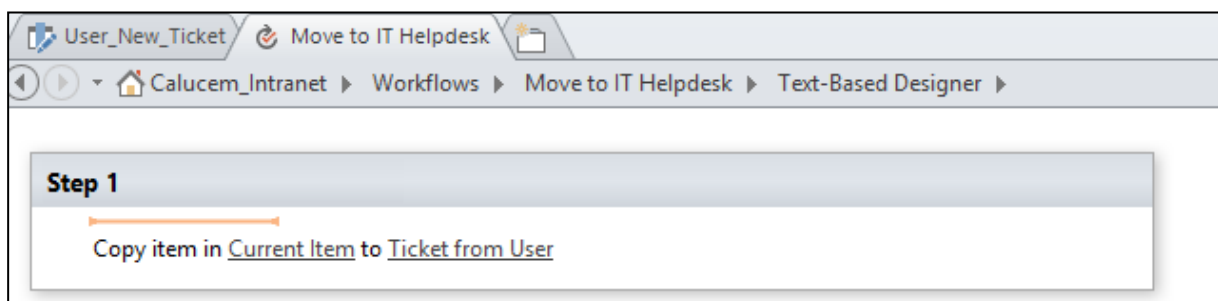 User_New_Ticket Move to IT Helpdesk
Calucem_Intranet Workflows Move to IT Helpdesk Text-Based Designer
Step 1
Copy item in Current Item to Ticket from User